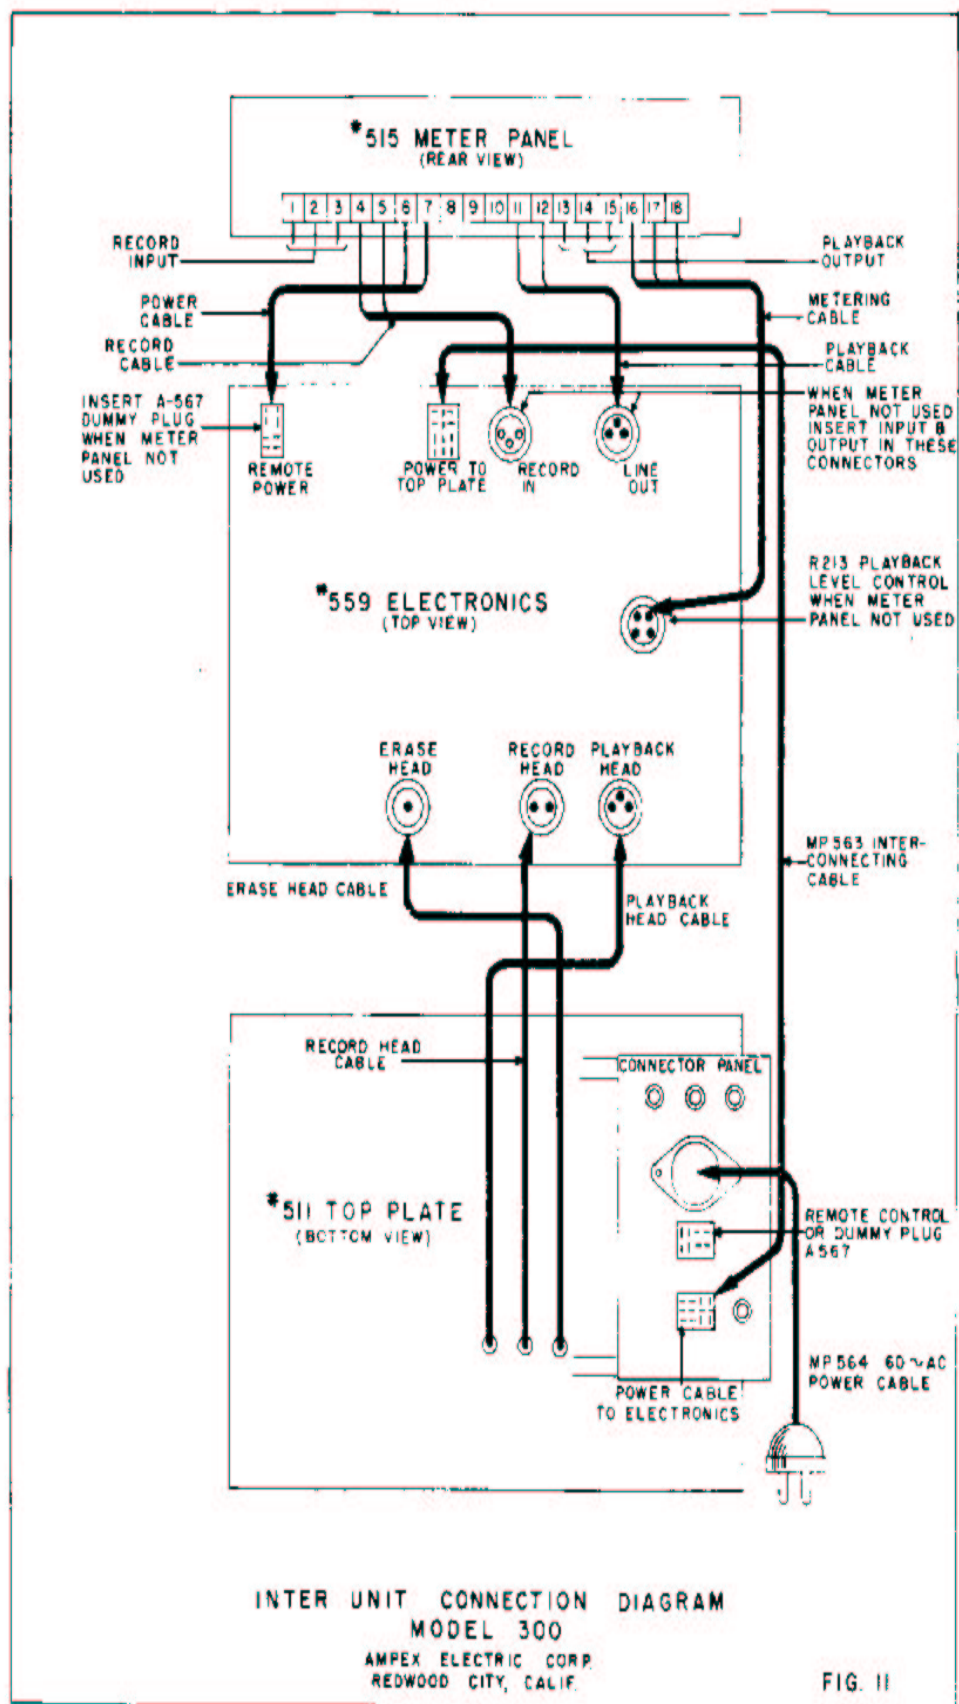 *515 METER PANEL
(REAR VIEW)
1 2 3 4 5 6 7 8 9 10 11 12 13 14 15 16 17 18
RECORD
INPUT
PLAYBACK
OUTPUT
POWER
CABLE
METERING
CABLE
RECORD
CABLE
PLAYBACK
CABLE
INSERT A-567
DUMMY PLUG
WHEN METER
PANEL NOT
USED
WHEN METER
PANEL NOT USED
INSERT INPUT &
OUTPUT IN THESE
CONNECTORS
REMOTE
POWER
POWER TO
TOP PLATE
RECORD
IN
LINE
OUT
R213 PLAYBACK
LEVEL CONTROL
WHEN METER
PANEL NOT USED
*559 ELECTRONICS
(TOP VIEW)
ERASE
HEAD
RECORD
HEAD
PLAYBACK
HEAD
MP563 INTER-
CONNECTING
CABLE
ERASE HEAD CABLE
PLAYBACK
HEAD CABLE
RECORD HEAD
CABLE
CONNECTOR PANEL
*511 TOP PLATE
(BOTTOM VIEW)
REMOTE CONTROL
OR DUMMY PLUG
A567
MP564 60~AC
POWER CABLE
POWER CABLE
TO ELECTRONICS
INTER UNIT CONNECTION DIAGRAM
MODEL 300
AMPEX ELECTRIC CORP.
REDWOOD CITY, CALIF.
FIG. 11